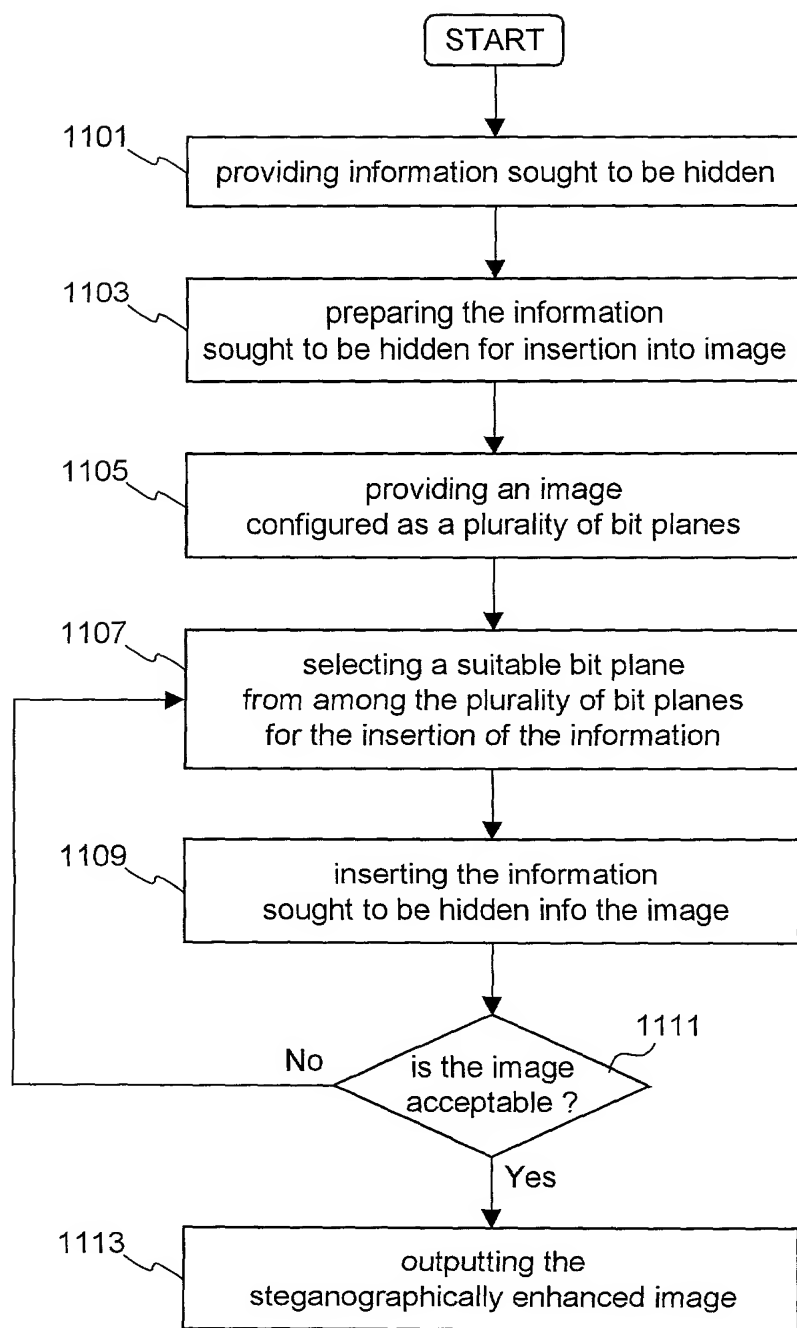 START
1101
providing information sought to be hidden
1103
preparing the information
sought to be hidden for insertion into image
1105
providing an image
configured as a plurality of bit planes
1107
selecting a suitable bit plane
from among the plurality of bit planes
for the insertion of the information
1109
inserting the information
sought to be hidden info the image
1111
No
is the image
acceptable ?
Yes
1113
outputting the
steganographically enhanced image